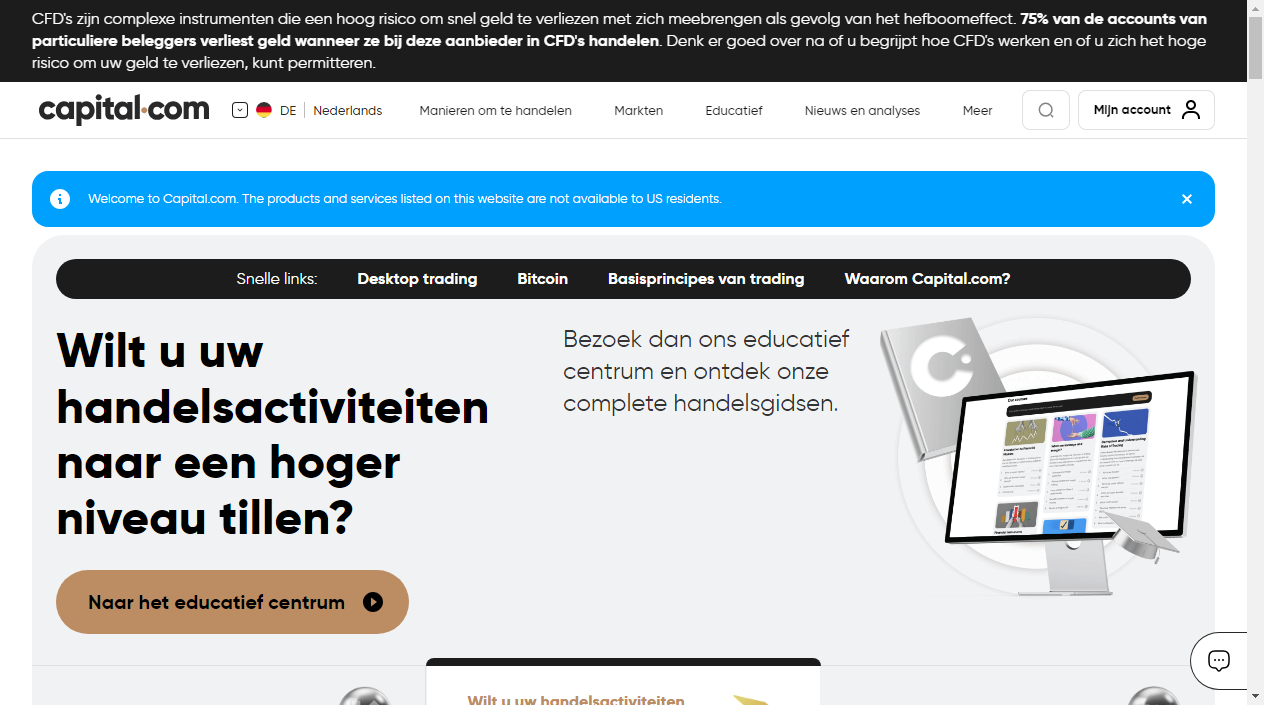 CFD's zijn complexe instrumenten die een hoog risico om snel geld te verliezen met zich meebrengen als gevolg van het hefboomeffect. 75% van de accounts van
particuliere beleggers verliest geld wanneer ze bij deze aanbieder in CFD's handelen. Denk er goed over na of u begrijpt hoe CFD's werken en of u zich het hoge
risico om uw geld te verliezen, kunt permitteren.
capital.com DE Nederlands Manieren om te handelen Markten Educatief Nieuws en analyses Meer Mijn account
Welcome to Capital.com. The products and services listed on this website are not available to US residents.
Snelle links: Desktop trading Bitcoin Basisprincipes van trading Waarom Capital.com?
Wilt u uw
handelsactiviteiten
naar een hoger
niveau tillen?
Bezoek dan ons educatief
centrum en ontdek onze
complete handelsgidsen.
Naar het educatief centrum
Wilt u uw handelsactiviteiten